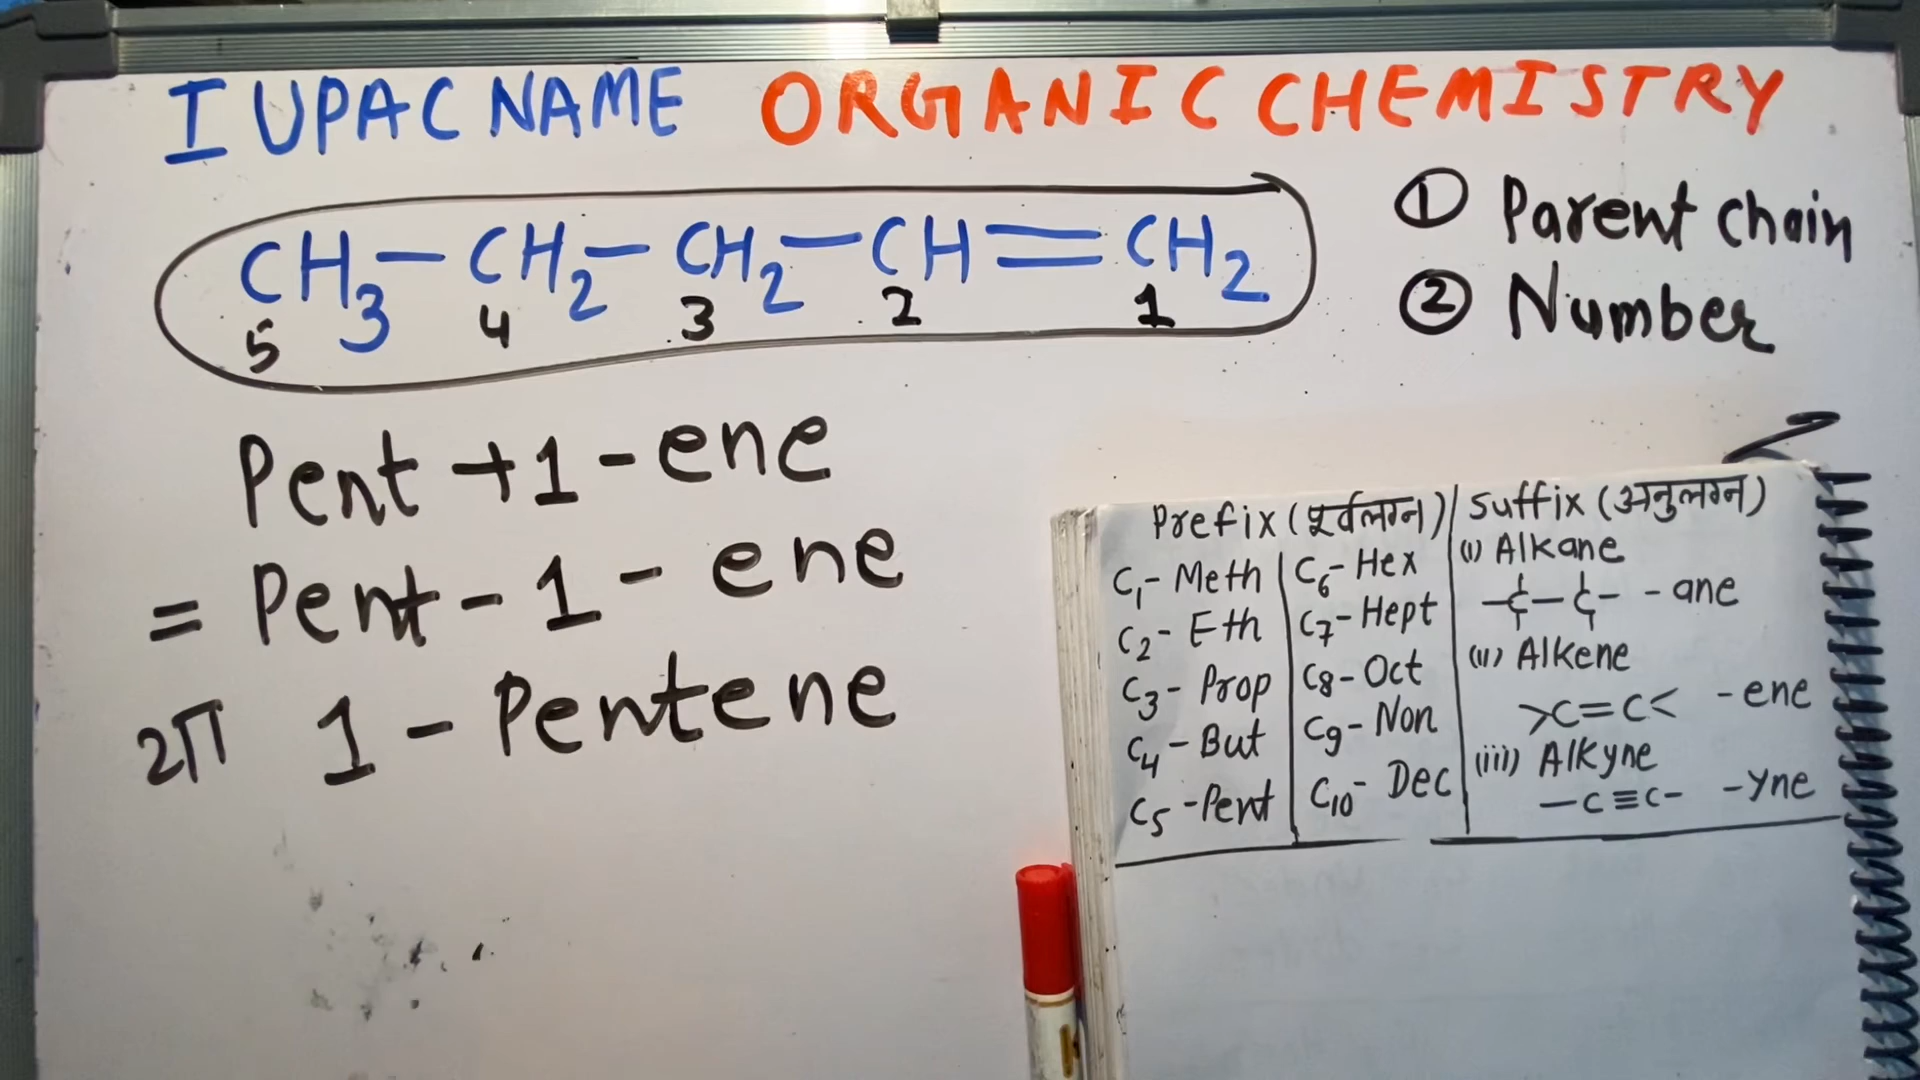 IUPAC NAME ORGANIC CHEMISTRY
CH3-CH2-CH2-CH=CH2
5 4 3 2 1
① Parent chain
② Number
Pent +1-ene
= Pent-1-ene
या 1-Pentene
Prefix (पूर्वलग्न)
C1- Meth
C2- Eth
C3- Prop
C4- But
C5-Pent
C6-Hex
C7-Hept
C8-Oct
C9-Non
C10- Dec
Suffix (अनुलग्न)
(i) Alkane
-C-C- -ane
(ii) Alkene
>C=C< -ene
(iii) Alkyne
-C≡C- -Yne